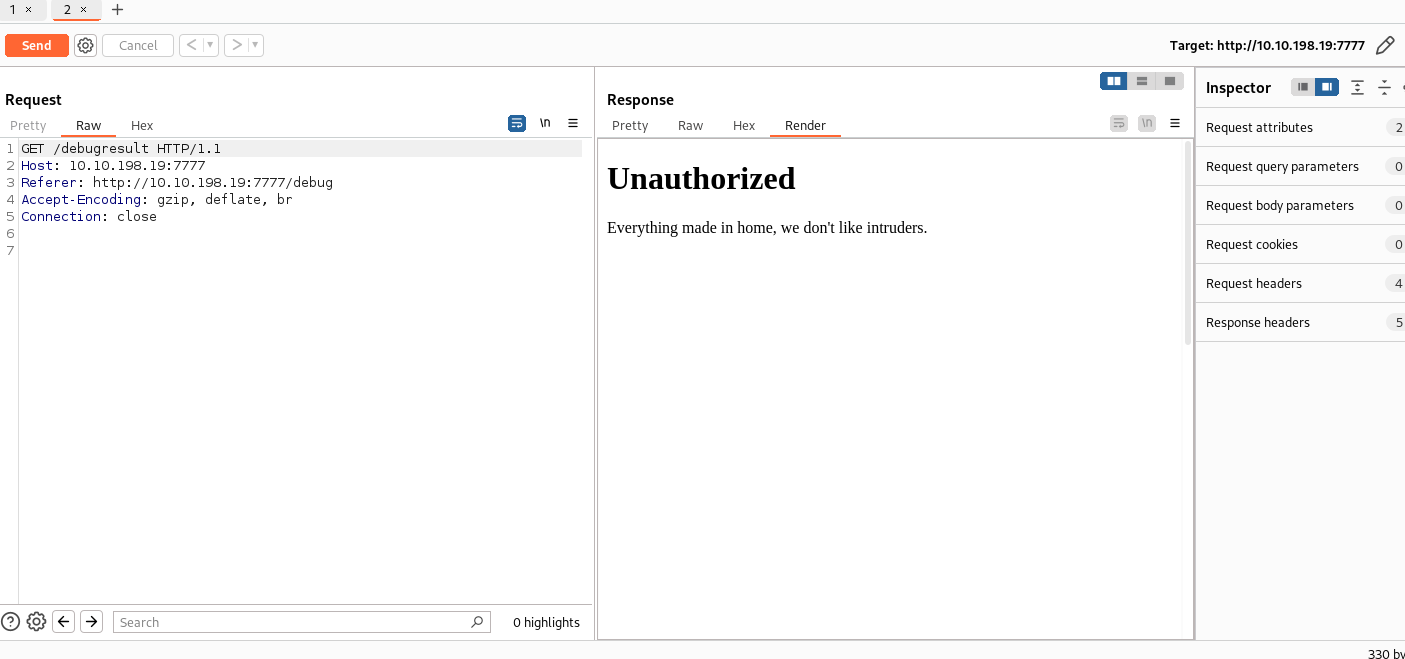 1 × 2 × +
Send Cancel < > Target: http://10.10.198.19:7777
Request
Pretty Raw Hex \n
1 GET /debugresult HTTP/1.1
2 Host: 10.10.198.19:7777
3 Referer: http://10.10.198.19:7777/debug
4 Accept-Encoding: gzip, deflate, br
5 Connection: close
6
7
? Search 0 highlights
Response
Pretty Raw Hex Render \n
Unauthorized
Everything made in home, we don't like intruders.
Inspector
Request attributes 2
Request query parameters 0
Request body parameters 0
Request cookies 0
Request headers 4
Response headers 5
330 by